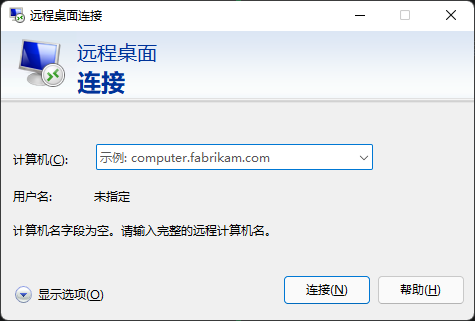 远程桌面连接
远程桌面
连接
计算机(C):
示例: computer.fabrikam.com
用户名:
未指定
计算机名字段为空。请输入完整的远程计算机名。
显示选项(O)
连接(N)
帮助(H)